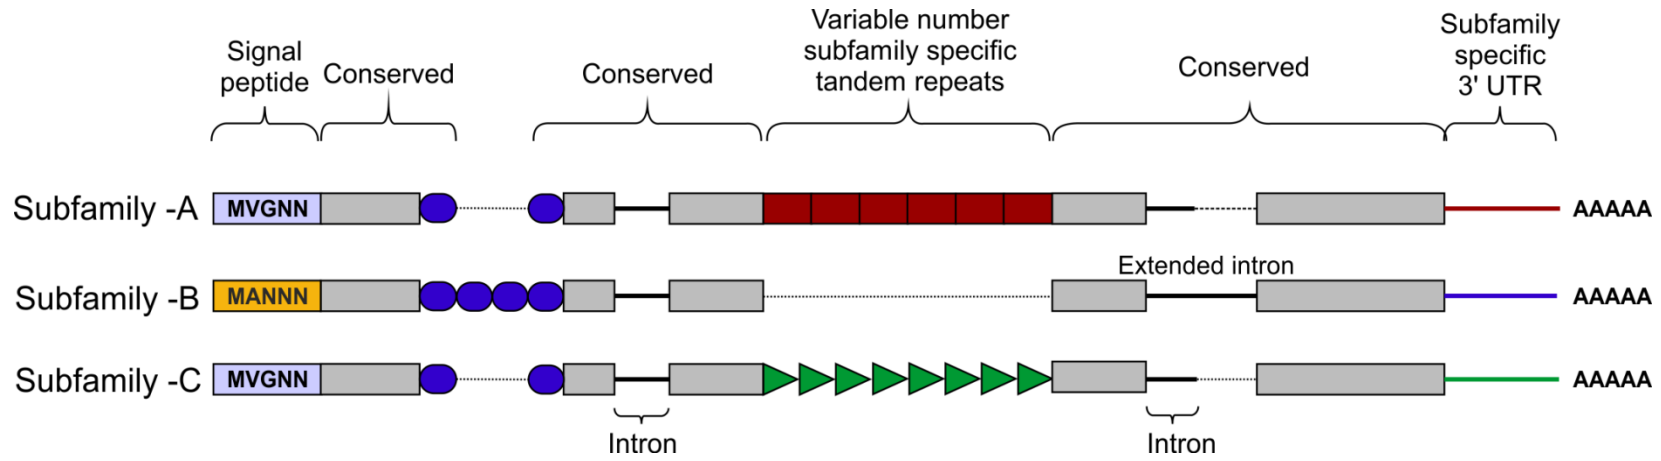 Signal
peptide
Conserved
Conserved
Variable number
subfamily specific
tandem repeats
Conserved
Subfamily
specific
3' UTR
Subfamily -A
MVGNN
AAAAA
Extended intron
Subfamily -B
MANNN
AAAAA
Subfamily -C
MVGNN
AAAAA
Intron
Intron